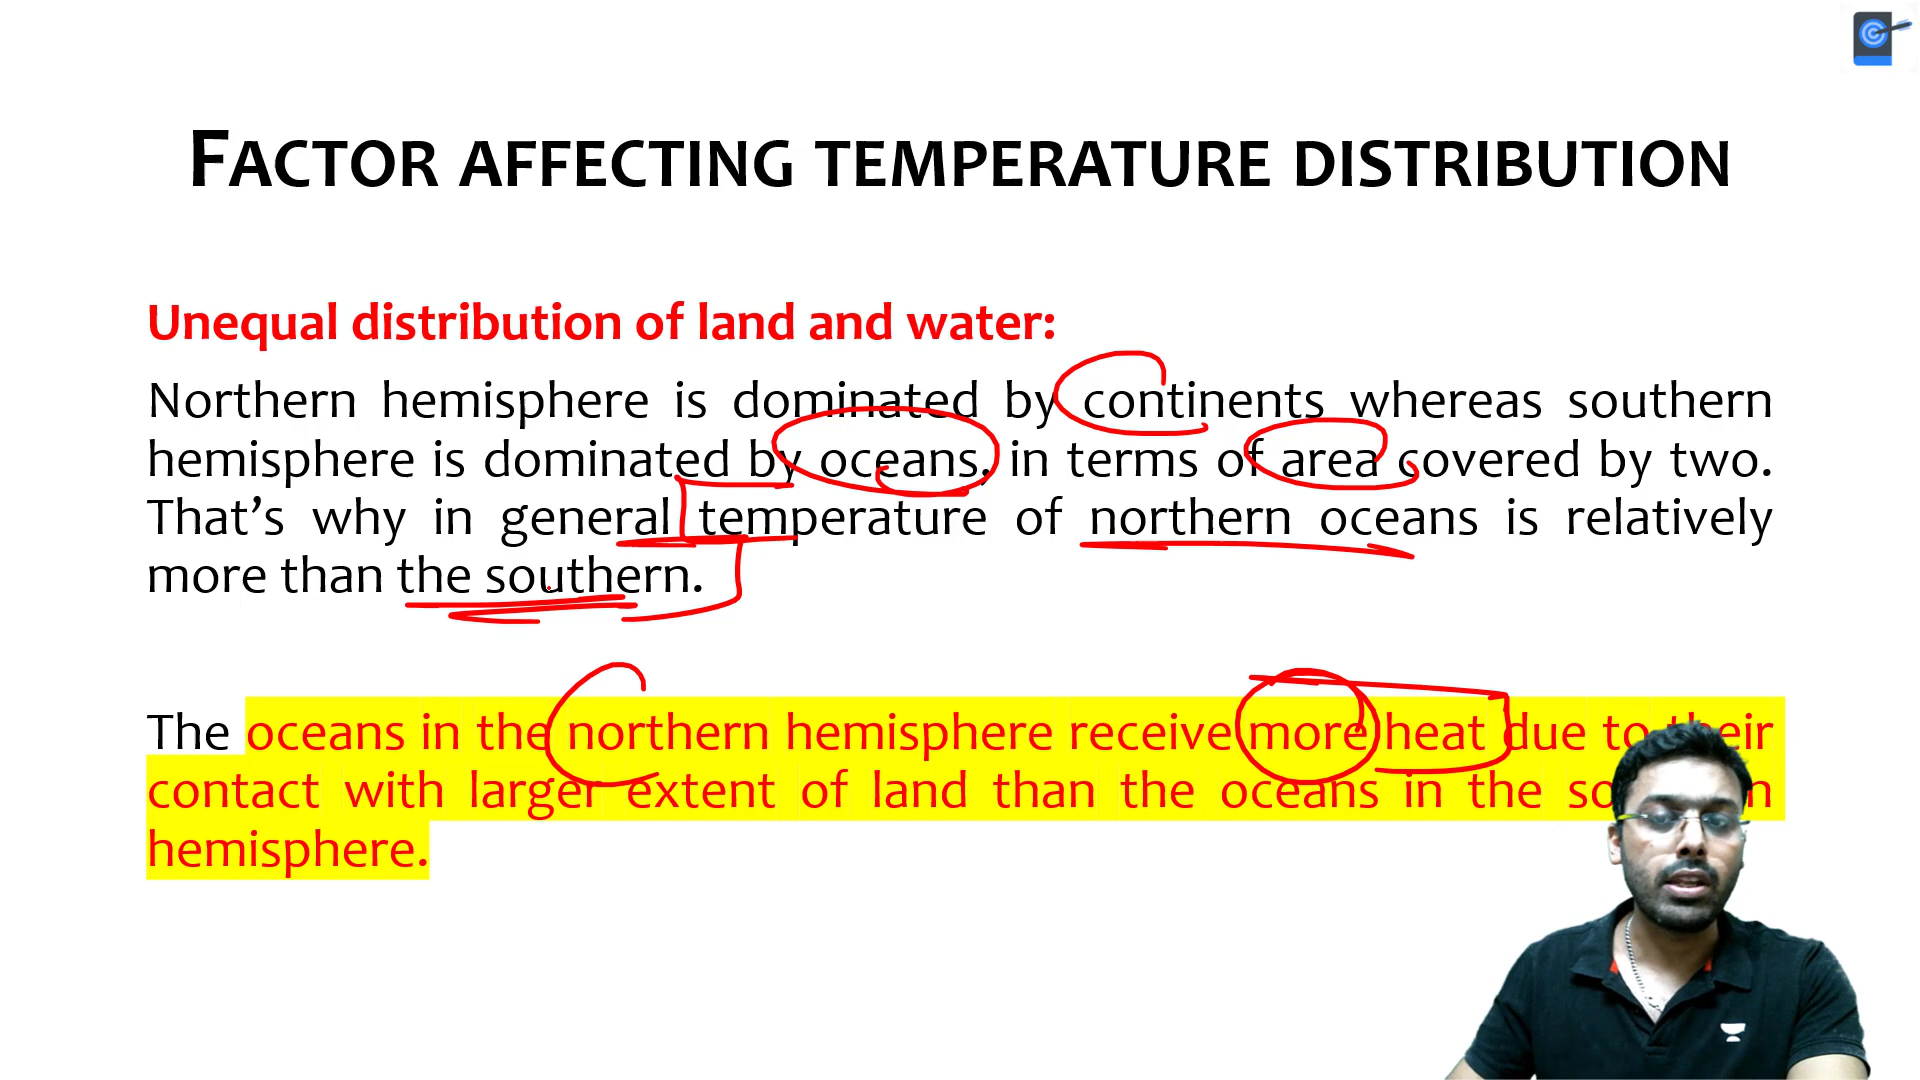 FACTOR AFFECTING TEMPERATURE DISTRIBUTION
Unequal distribution of land and water:
Northern hemisphere is dominated by continents whereas southern
hemisphere is dominated by oceans, in terms of area covered by two.
That’s why in general temperature of northern oceans is relatively
more than the southern.
The oceans in the northern hemisphere receive more heat due to their
contact with larger extent of land than the oceans in the southern
hemisphere.